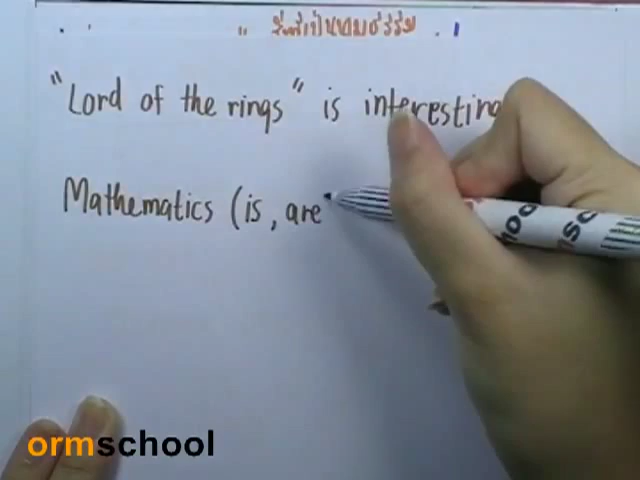 "Lord of the rings" is interesting
Mathematics (is, are
ormschool